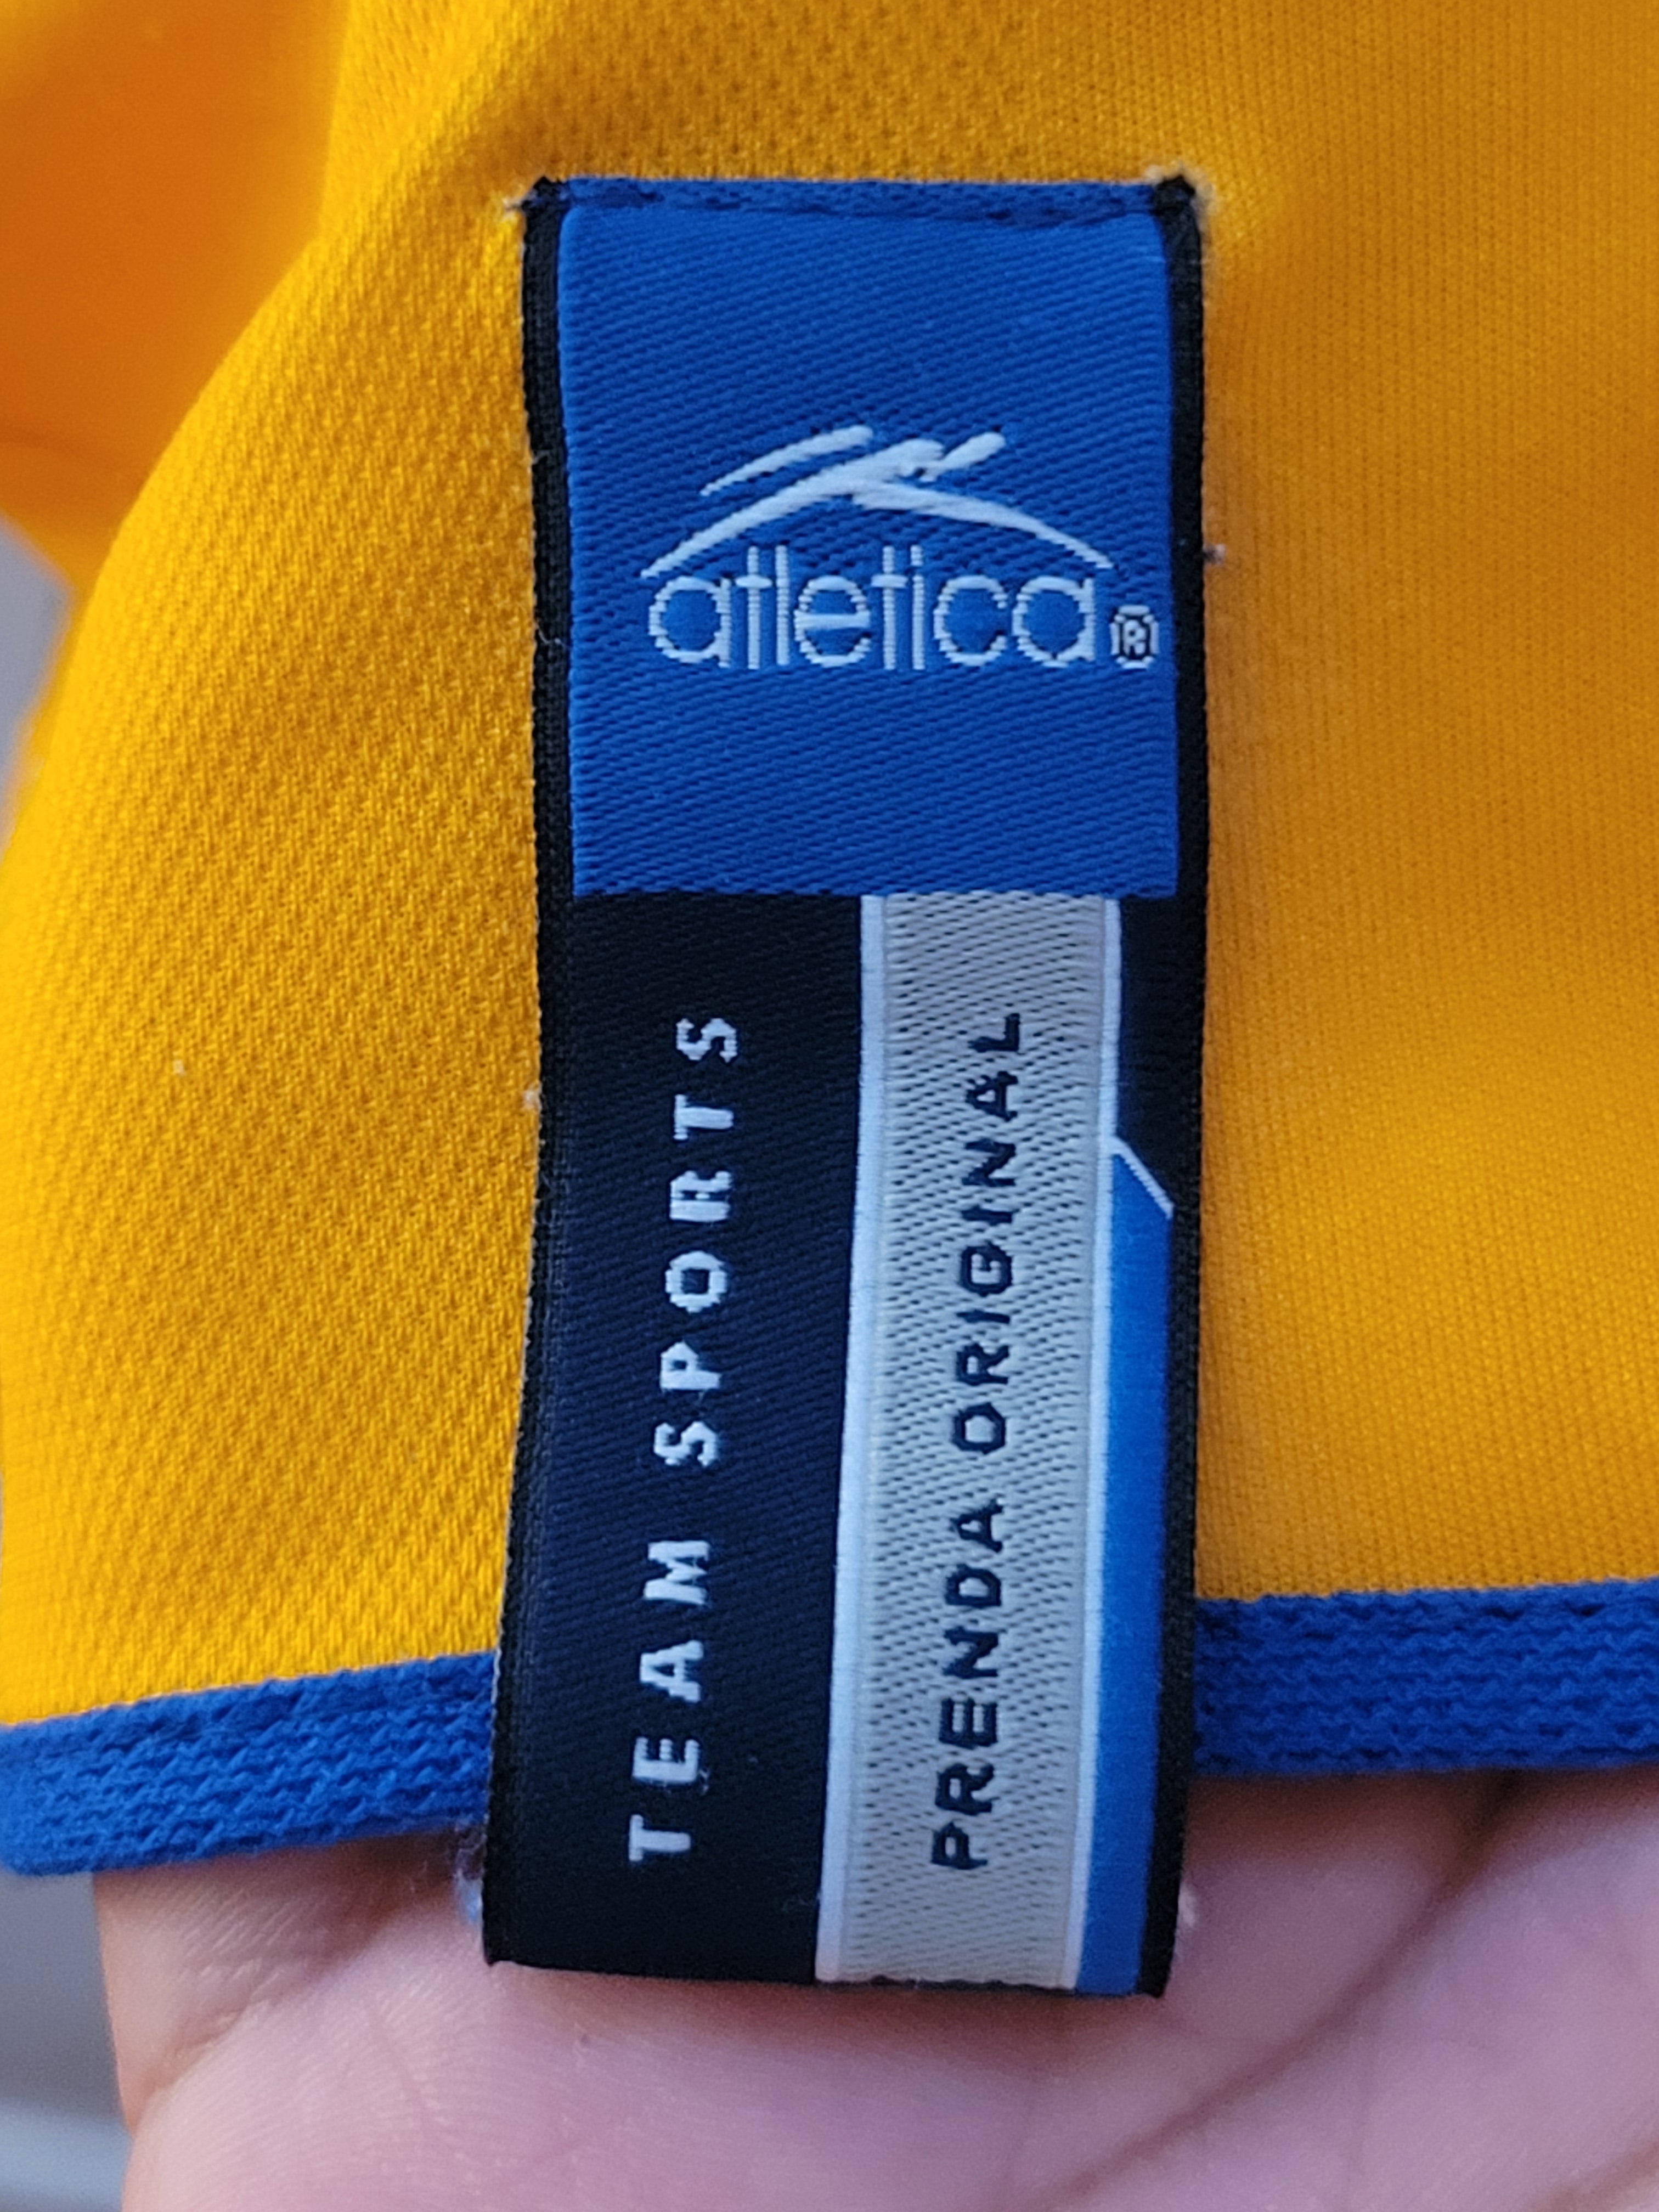 atletica®
TEAM SPORTS
PRENDA ORIGINAL